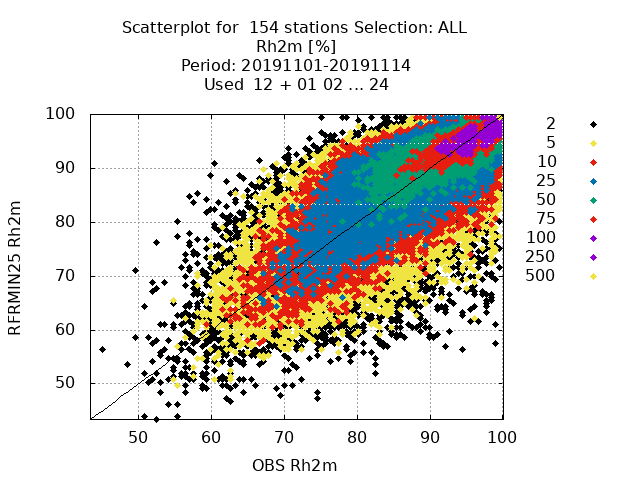 Scatterplot for 154 stations Selection: ALL
Rh2m [%]
Period: 20191101-20191114
Used 12 + 01 02 ... 24
100
90
80
70
60
50
RFRMIN25 Rh2m
50 60 70 80 90 100
OBS Rh2m
2
5
10
25
50
75
100
250
500